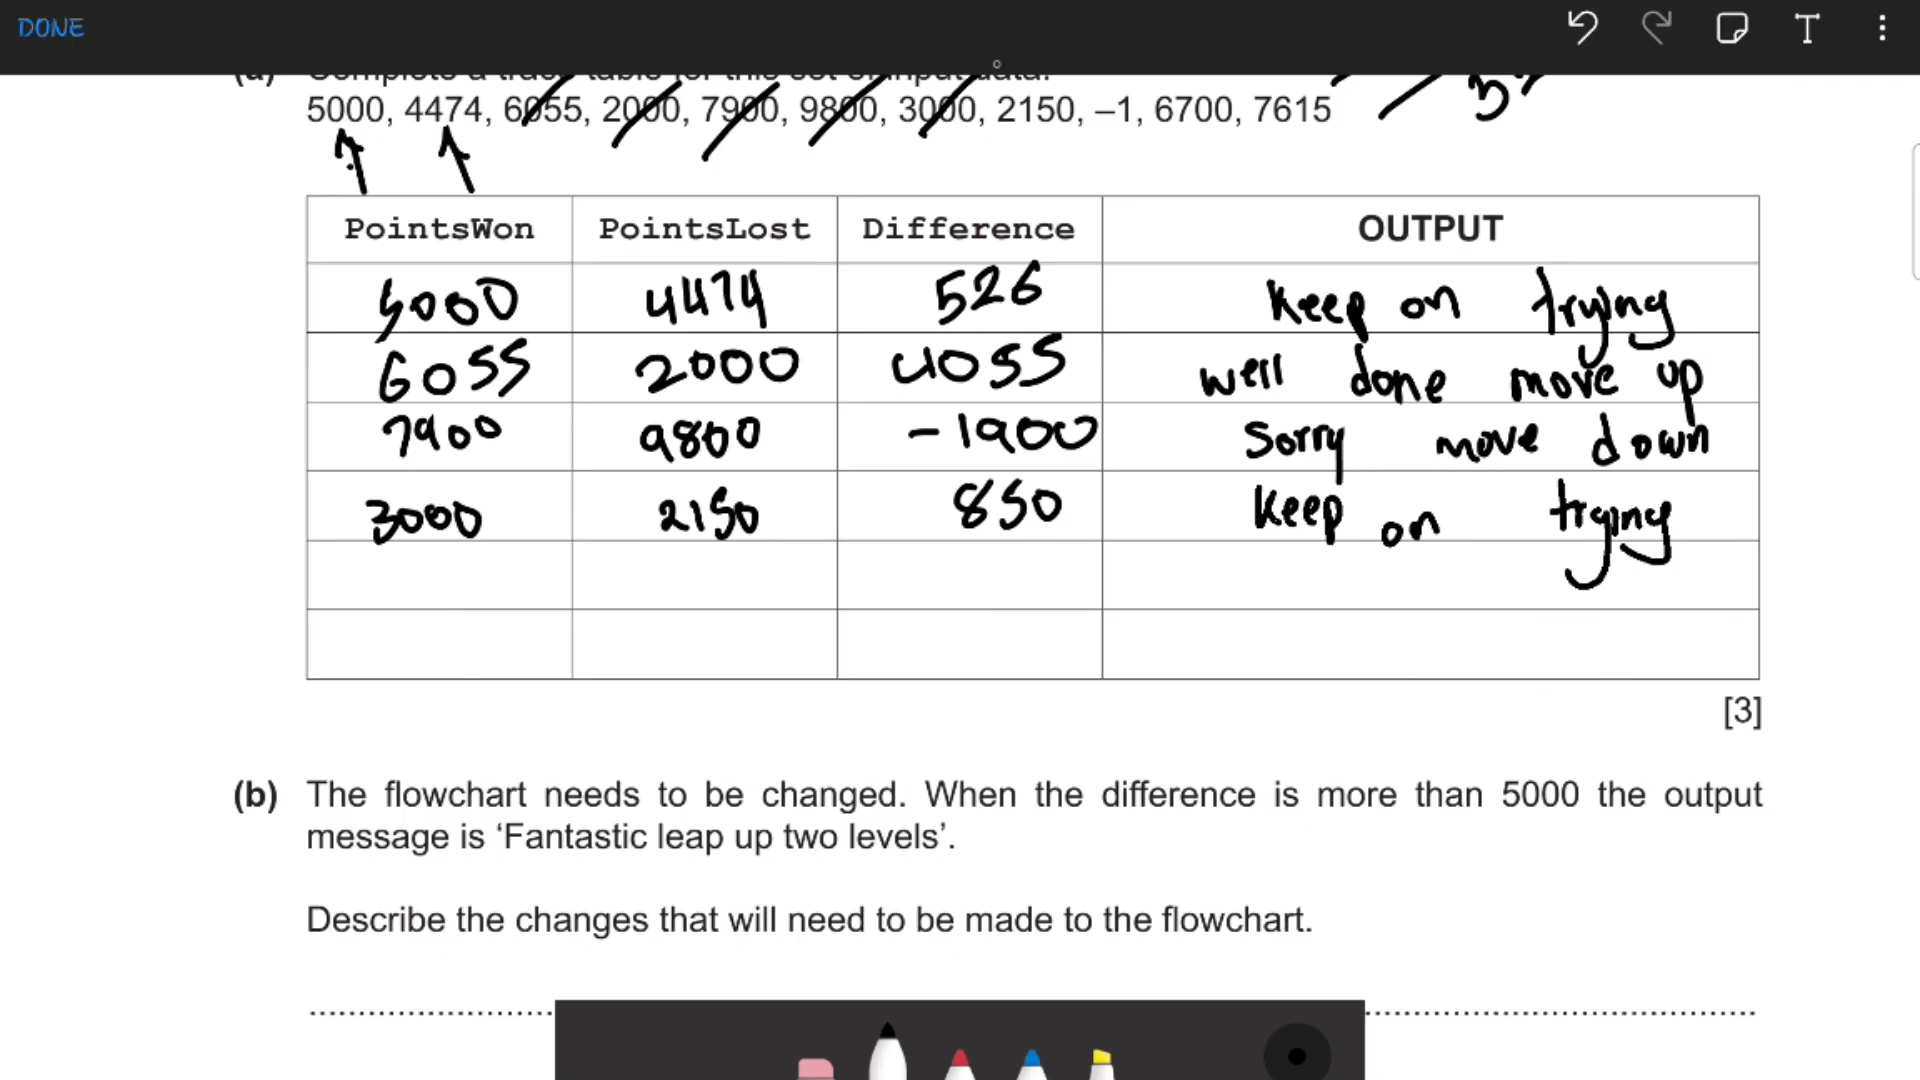 DONE
5000, 4474, 6055, 2000, 7900, 9800, 3000, 2150, –1, 6700, 7615
PointsWon PointsLost Difference OUTPUT
5000 4474 526 keep on trying
6055 2000 4055 well done move up
7900 9800 -1900 Sorry move down
3000 2150 850 keep on trying
[3]
(b) The flowchart needs to be changed. When the difference is more than 5000 the output
message is ‘Fantastic leap up two levels’.
Describe the changes that will need to be made to the flowchart.